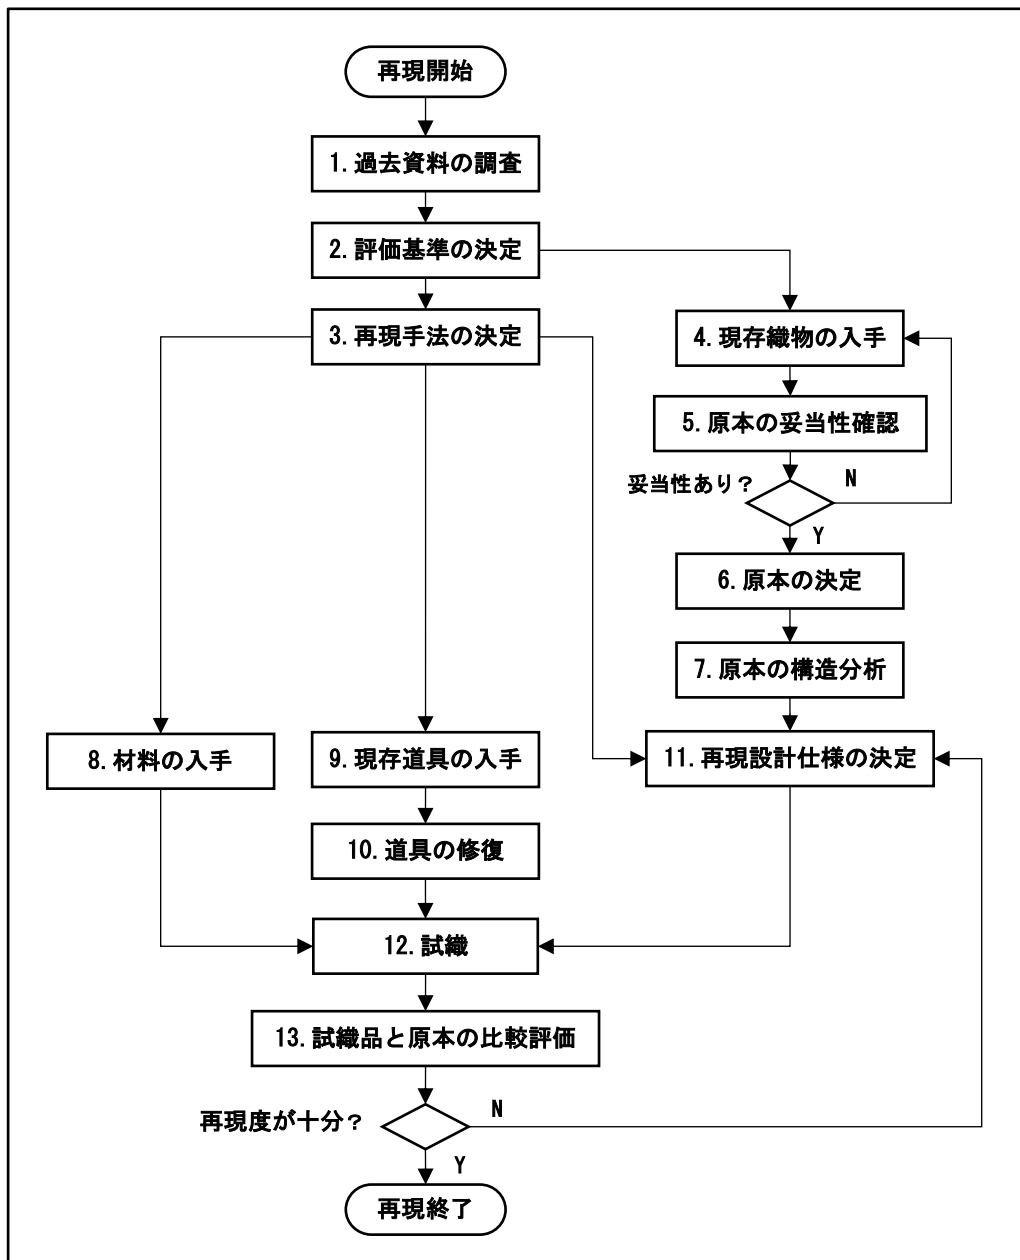 再現開始
1.過去資料の調査
2.評価基準の決定
3.再現手法の決定
4.現存織物の入手
5.原本の妥当性確認
妥当性あり?
N
Y
6.原本の決定
7.原本の構造分析
8.材料の入手
9.現存道具の入手
11.再現設計仕様の決定
10.道具の修復
12.試織
13.試織品と原本の比較評価
再現度が十分?
N
Y
再現終了